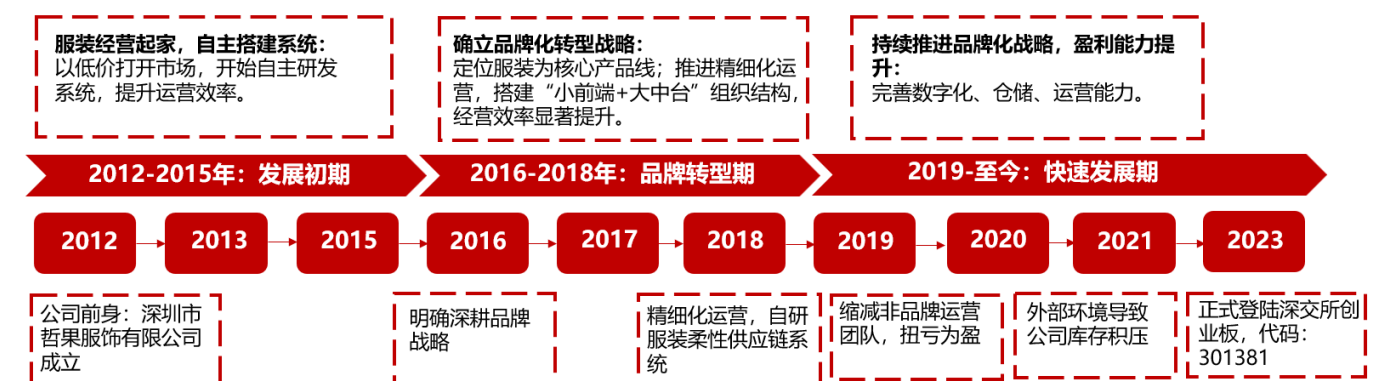 服装经营起家，自主搭建系统：
以低价打开市场，开始自主研发
系统，提升运营效率。
确立品牌化转型战略：
定位服装为核心产品线；推进精细化运
营，搭建“小前端+大中台”组织结构，
经营效率显著提升。
持续推进品牌化战略，盈利能力提
升：
完善数字化、仓储、运营能力。
2012-2015年：发展初期
2016-2018年：品牌转型期
2019-至今：快速发展期
2012
2013
2015
2016
2017
2018
2019
2020
2021
2023
公司前身：深圳市
哲果服饰有限公司
成立
明确深耕品牌
战略
精细化运营，自研
服装柔性供应链系
统
缩减非品牌运营
团队，扭亏为盈
外部环境导致
公司库存积压
正式登陆深交所创
业板，代码：
301381